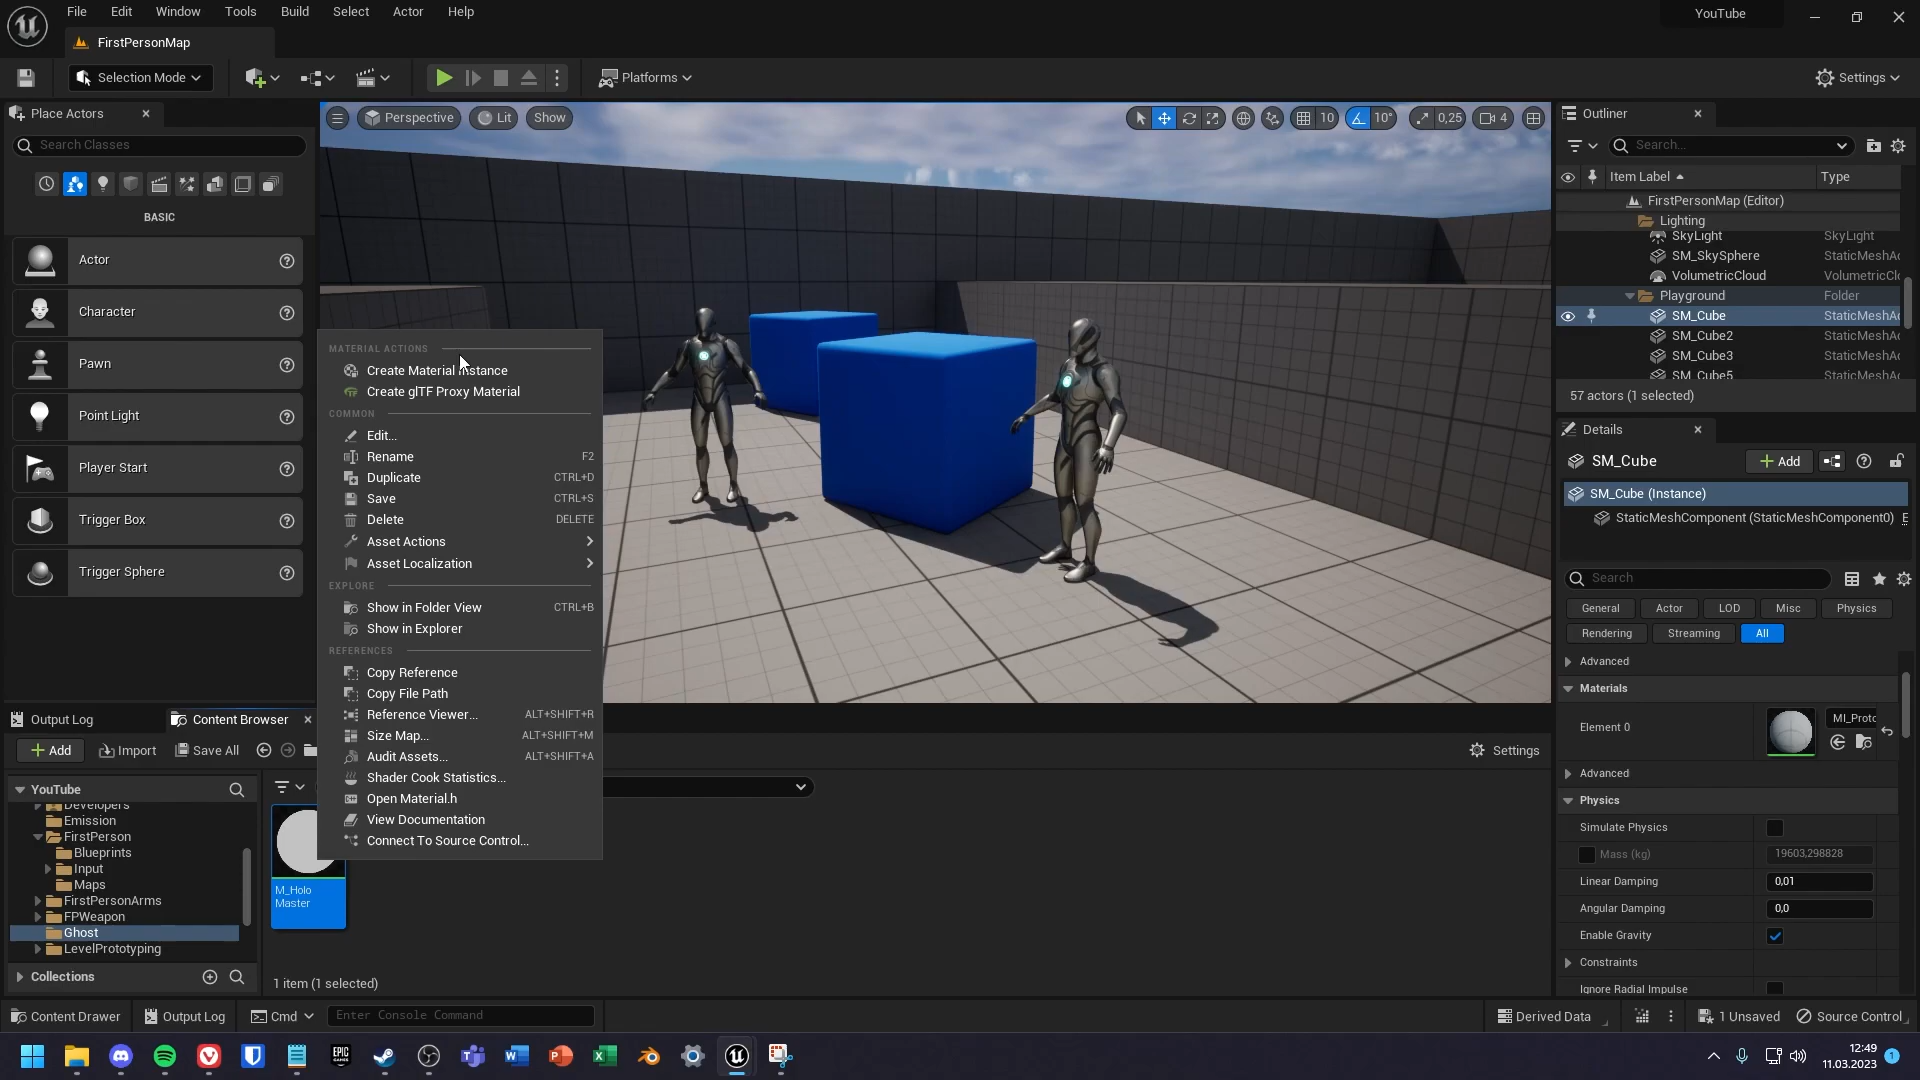 File Edit Window Tools Build Select Actor Help
YouTube
FirstPersonMap
Selection Mode
Platforms
Settings
Place Actors
Search Classes
BASIC
Actor
Character
Pawn
Point Light
Player Start
Trigger Box
Trigger Sphere
Perspective Lit Show
10 10° 0,25 4
MATERIAL ACTIONS
Create Material Instance
Create glTF Proxy Material
COMMON
Edit...
Rename F2
Duplicate CTRL+D
Save CTRL+S
Delete DELETE
Asset Actions
Asset Localization
EXPLORE
Show in Folder View CTRL+B
Show in Explorer
REFERENCES
Copy Reference
Copy File Path
Reference Viewer... ALT+SHIFT+R
Size Map... ALT+SHIFT+M
Audit Assets... ALT+SHIFT+A
Shader Cook Statistics...
Open Material.h
View Documentation
Connect To Source Control...
Outliner
Search...
Item Label Type
FirstPersonMap (Editor)
Lighting
SkyLight SkyLight
SM_SkySphere StaticMeshAc
VolumetricCloud VolumetricClo
Playground Folder
SM_Cube StaticMeshAc
SM_Cube2 StaticMeshAc
SM_Cube3 StaticMeshAc
SM_Cube5 StaticMeshAc
57 actors (1 selected)
Details
SM_Cube
Add
SM_Cube (Instance)
StaticMeshComponent (StaticMeshComponent0) E
Search
General Actor LOD Misc Physics
Rendering Streaming All
Advanced
Materials
Element 0 MI_Proto
Advanced
Physics
Simulate Physics
Mass (kg) 19603,298828
Linear Damping 0,01
Angular Damping 0,0
Enable Gravity
Constraints
Ignore Radial Impulse
Output Log Content Browser
Add Import Save All
Settings
YouTube
Developers
Emission
FirstPerson
Blueprints
Input
Maps
FirstPersonArms
FPWeapon
Ghost
LevelPrototyping
Collections
M_Holo
Master
1 item (1 selected)
Content Drawer Output Log Cmd Enter Console Command
Derived Data 1 Unsaved Source Control
EPIC GAMES
12:49
11.03.2023
1